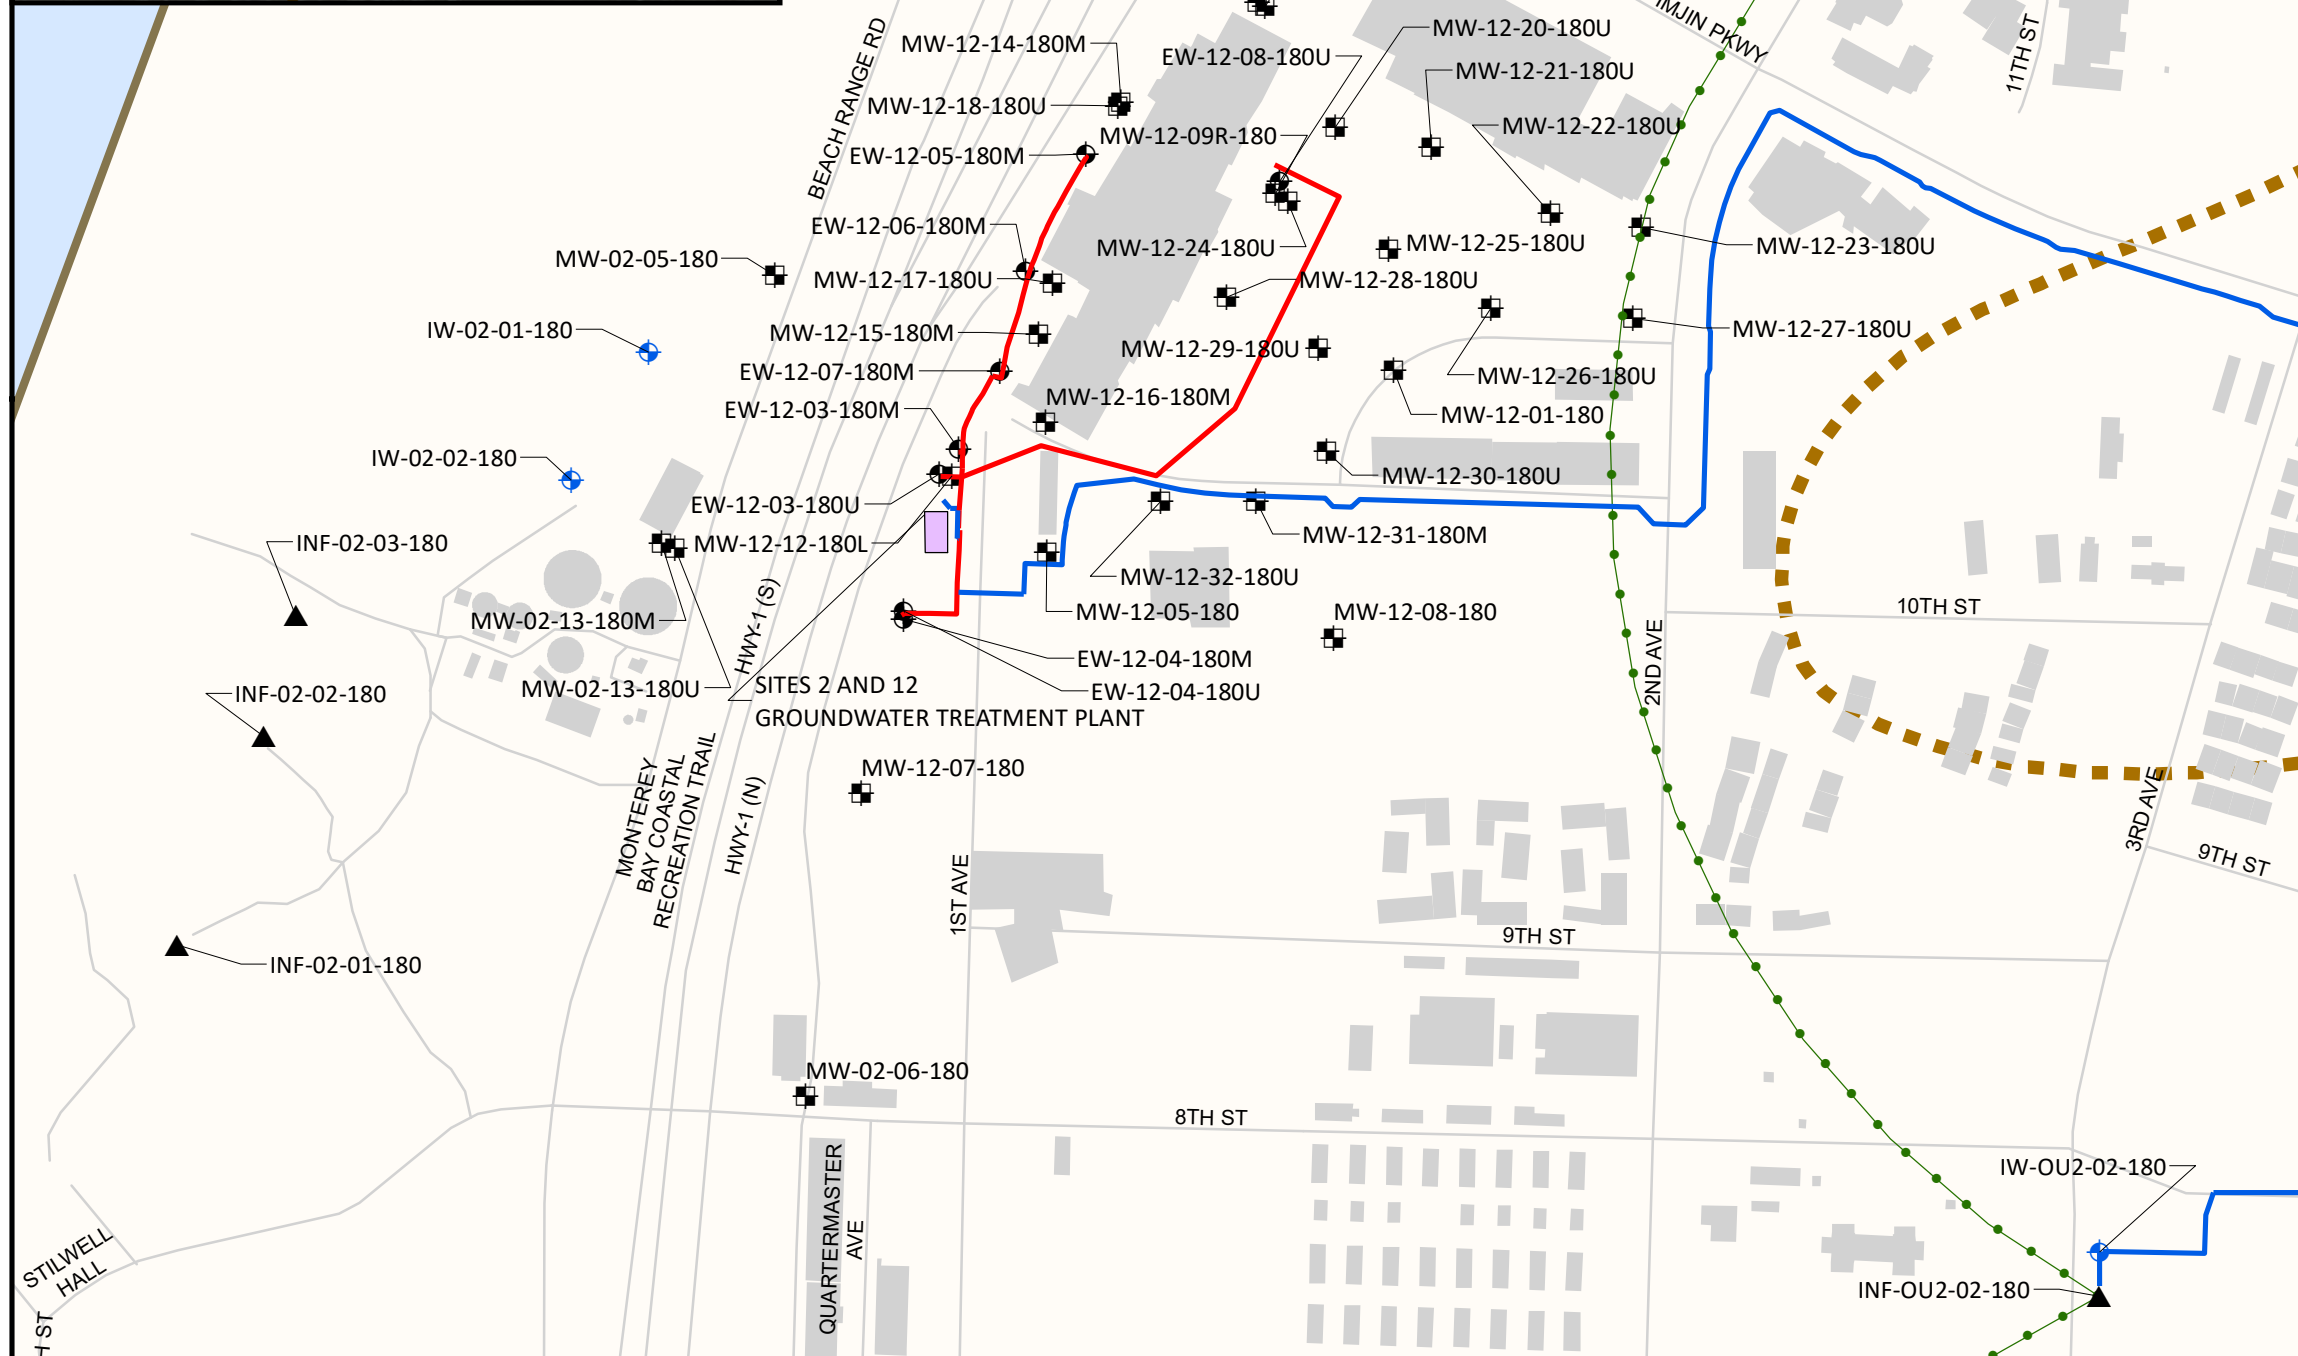 IMJIN PKWY
11TH ST
BEACH RANGE RD
MW-12-14-180M
MW-12-20-180U
EW-12-08-180U
MW-12-21-180U
MW-12-18-180U
MW-12-22-180U
MW-12-09R-180
EW-12-05-180M
EW-12-06-180M
MW-12-24-180U
MW-12-25-180U
MW-12-23-180U
MW-02-05-180
MW-12-17-180U
MW-12-28-180U
IW-02-01-180
MW-12-15-180M
MW-12-29-180U
MW-12-27-180U
EW-12-07-180M
MW-12-26-180U
MW-12-16-180M
EW-12-03-180M
MW-12-01-180
IW-02-02-180
MW-12-30-180U
EW-12-03-180U
MW-12-31-180M
INF-02-03-180
MW-12-12-180L
MW-12-32-180U
HWY-1 (S)
MW-02-13-180M
MW-12-05-180
MW-12-08-180
10TH ST
2ND AVE
EW-12-04-180M
MW-02-13-180U
EW-12-04-180U
INF-02-02-180
SITES 2 AND 12
GROUNDWATER TREATMENT PLANT
MONTEREY
BAY COASTAL
RECREATION TRAIL
HWY-1 (N)
MW-12-07-180
3RD AVE
9TH ST
1ST AVE
9TH ST
INF-02-01-180
MW-02-06-180
8TH ST
QUARTERMASTER
AVE
IW-OU2-02-180
INF-OU2-02-180
STILWELL
HALL
H ST